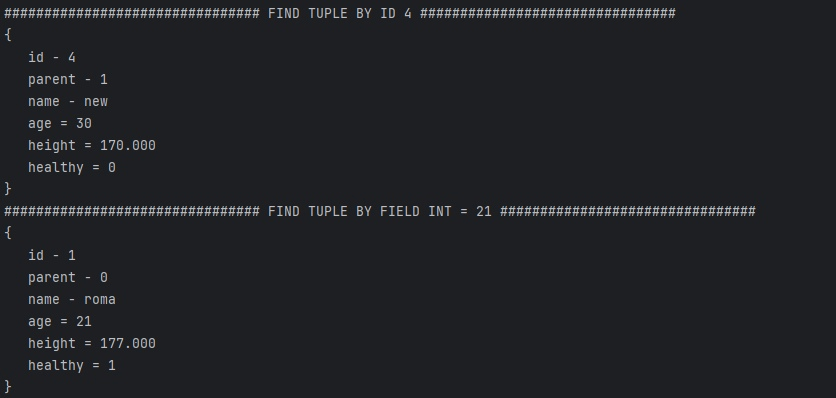 ################################ FIND TUPLE BY ID 4 ################################
{
   id - 4
   parent - 1
   name - new
   age = 30
   height = 170.000
   healthy = 0
}
################################ FIND TUPLE BY FIELD INT = 21 ################################
{
   id - 1
   parent - 0
   name - roma
   age = 21
   height = 177.000
   healthy = 1
}